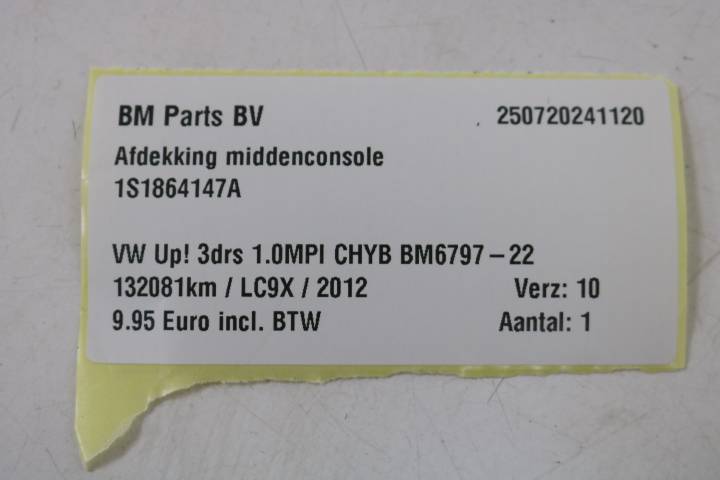 BM Parts BV 250720241120
Afdekking middenconsole
1S1864147A
VW Up! 3drs 1.0MPI CHYB BM6797-22
132081km / LC9X / 2012 Verz: 10
9.95 Euro incl. BTW Aantal: 1